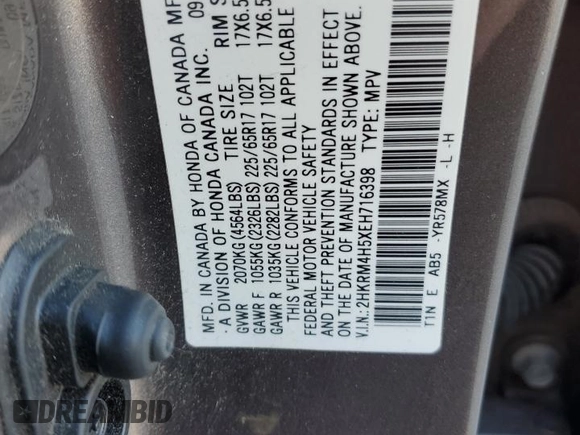 MFD. IN CANADA BY HONDA OF CANADA MF
- A DIVISION OF HONDA CANADA INC. 09
TIRE SIZE RIM S
GVWR 2070KG(4564LBS)
GAWR F 1055KG(2326LBS) 225/65R17 102T 17X6.5
GAWR R 1035KG(2282LBS) 225/65R17 102T 17X6.5
THIS VEHICLE CONFORMS TO ALL APPLICABLE
FEDERAL MOTOR VEHICLE SAFETY
AND THEFT PREVENTION STANDARDS IN EFFECT
ON THE DATE OF MANUFACTURE SHOWN ABOVE.
V.I.N.: 2HKRM4H5XEH716398 TYPE: MPV
T1N E AB5 -YR578MX -L -H
DREAMBID